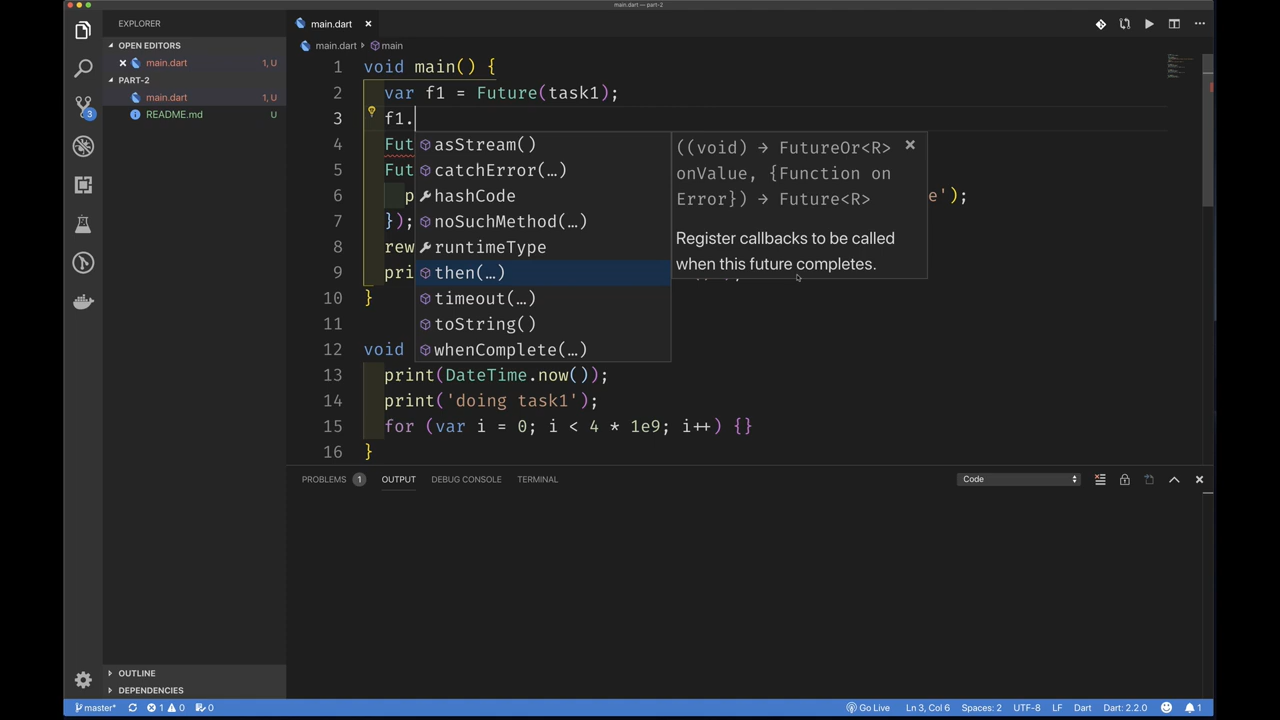 main.dart — part-2
EXPLORER
OPEN EDITORS
main.dart 1, U
PART-2
main.dart 1, U
README.md U
3
OUTLINE
DEPENDENCIES
main.dart
main.dart main
1 void main() {
2 var f1 = Future(task1);
3 f1.
4 Fut
5 Fut
6 p e');
7 });
8 rew
9 pri
10 }
11
12 void
13 print(DateTime.now());
14 print('doing task1');
15 for (var i = 0; i < 4 * 1e9; i++) {}
16 }
asStream()
catchError(…)
hashCode
noSuchMethod(…)
runtimeType
then(…)
timeout(…)
toString()
whenComplete(…)
((void) → FutureOr<R>
onValue, {Function on
Error}) → Future<R>
Register callbacks to be called
when this future completes.
PROBLEMS 1 OUTPUT DEBUG CONSOLE TERMINAL Code
master* 1 0 0 Go Live Ln 3, Col 6 Spaces: 2 UTF-8 LF Dart Dart: 2.2.0 1